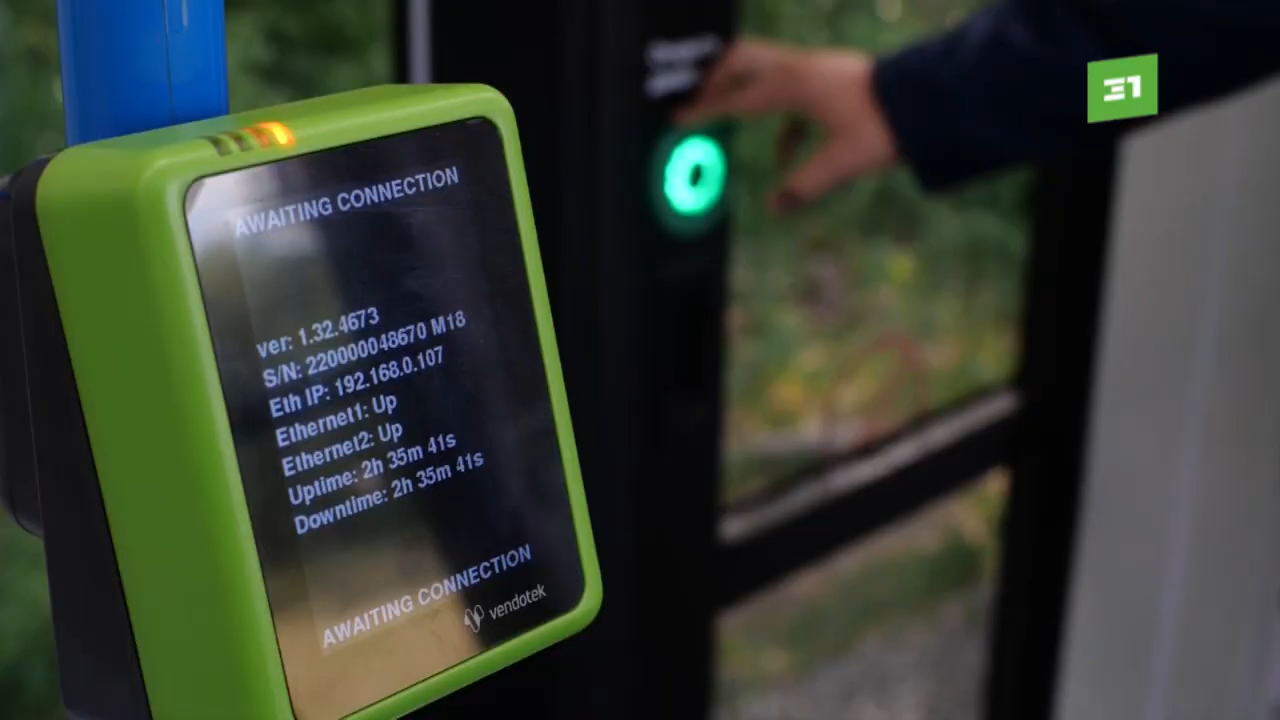 AWAITING CONNECTION
ver: 1.32.4673
S/N: 220000048670 M18
Eth IP: 192.168.0.107
Ethernet1: Up
Ethernet2: Up
Uptime: 2h 35m 41s
Downtime: 2h 35m 41s
AWAITING CONNECTION
vendotek
31